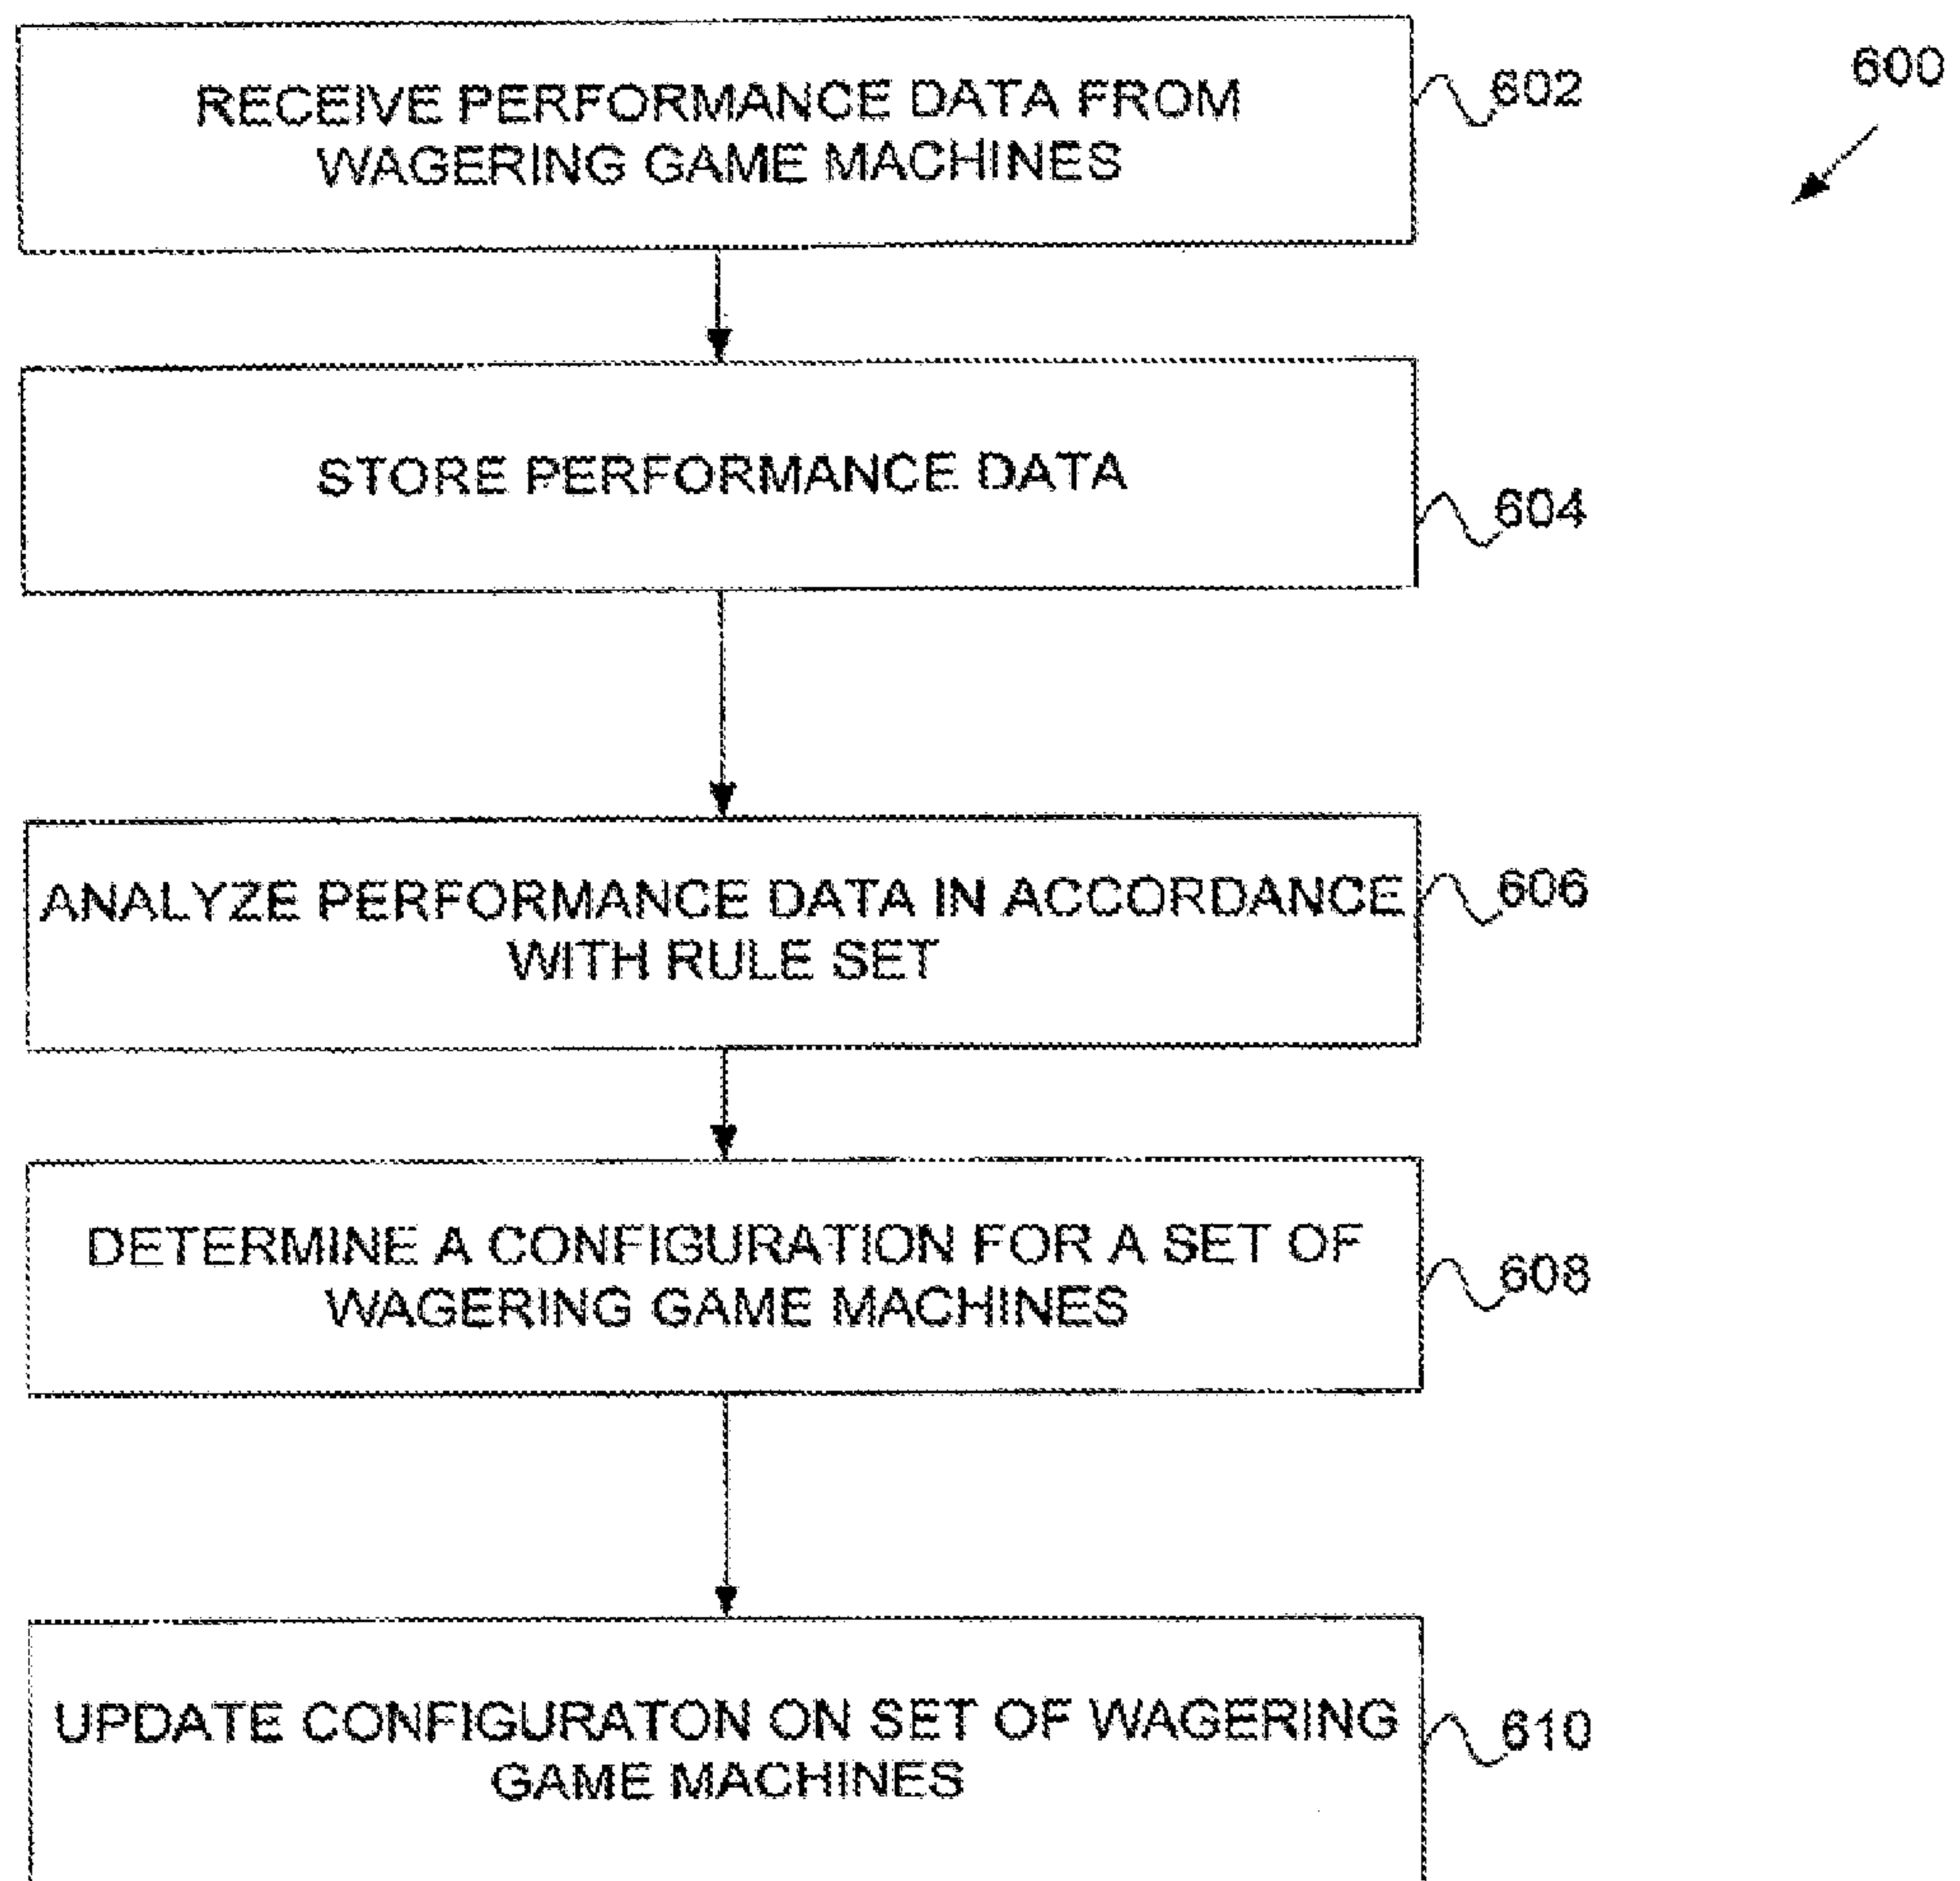 RECEIVE PERFORMANCE DATA FROM
WAGERING GAME MACHINES
602
600
STORE PERFORMANCE DATA
604
ANALYZE PERFORMANCE DATA IN ACCORDANCE
WITH RULE SET
606
DETERMINE A CONFIGURATION FOR A SET OF
WAGERING GAME MACHINES
608
UPDATE CONFIGURATON ON SET OF WAGERING
GAME MACHINES
610